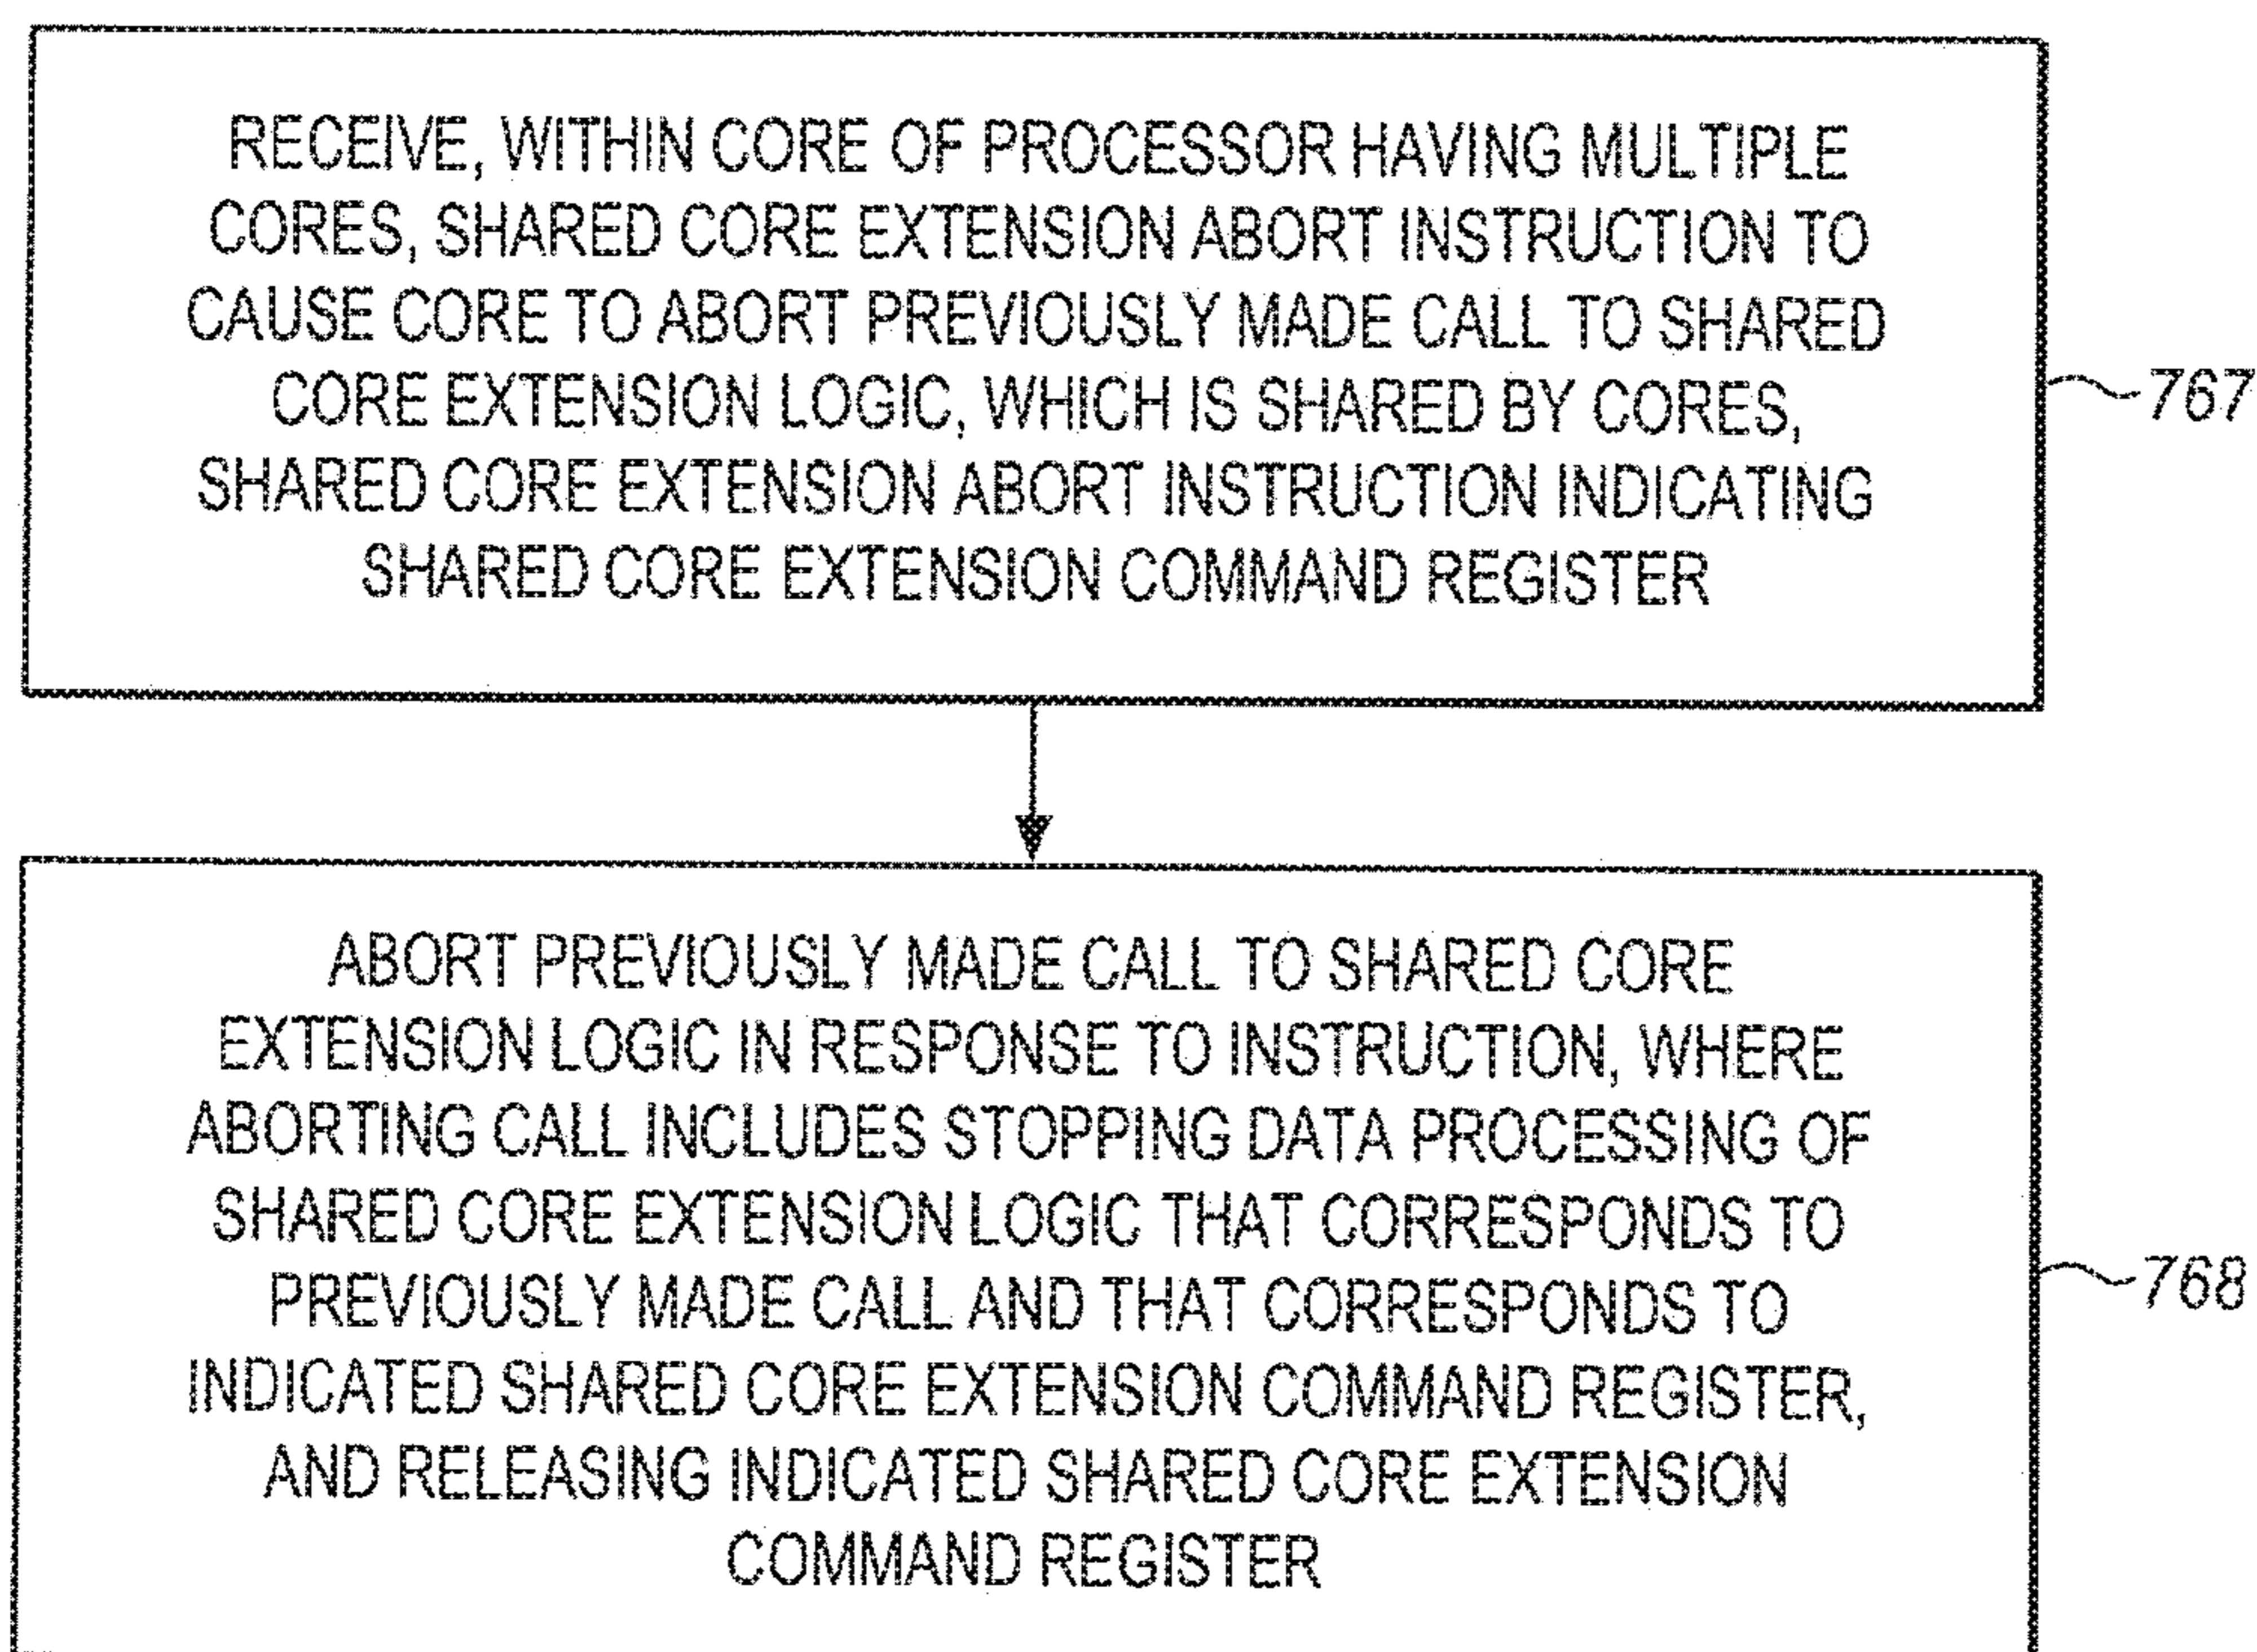 RECEIVE, WITHIN CORE OF PROCESSOR HAVING MULTIPLE
CORES, SHARED CORE EXTENSION ABORT INSTRUCTION TO
CAUSE CORE TO ABORT PREVIOUSLY MADE CALL TO SHARED
CORE EXTENSION LOGIC, WHICH IS SHARED BY CORES,
SHARED CORE EXTENSION ABORT INSTRUCTION INDICATING
SHARED CORE EXTENSION COMMAND REGISTER
767
ABORT PREVIOUSLY MADE CALL TO SHARED CORE
EXTENSION LOGIC IN RESPONSE TO INSTRUCTION, WHERE
ABORTING CALL INCLUDES STOPPING DATA PROCESSING OF
SHARED CORE EXTENSION LOGIC THAT CORRESPONDS TO
PREVIOUSLY MADE CALL AND THAT CORRESPONDS TO
INDICATED SHARED CORE EXTENSION COMMAND REGISTER,
AND RELEASING INDICATED SHARED CORE EXTENSION
COMMAND REGISTER
768